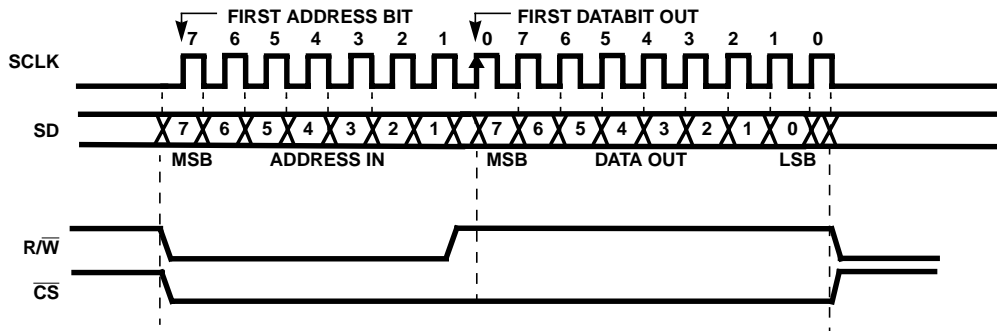 FIRST ADDRESS BIT FIRST DATABIT OUT
7 6 5 4 3 2 1 0 7 6 5 4 3 2 1 0
SCLK
SD 7 6 5 4 3 2 1 7 6 5 4 3 2 1 0
MSB ADDRESS IN MSB DATA OUT LSB
R/W̅
C̅S̅